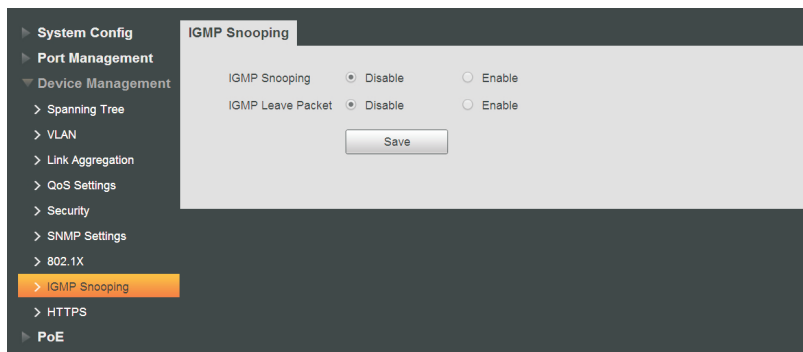 System Config
Port Management
Device Management
Spanning Tree
VLAN
Link Aggregation
QoS Settings
Security
SNMP Settings
802.1X
IGMP Snooping
HTTPS
PoE
IGMP Snooping
IGMP Snooping Disable Enable
IGMP Leave Packet Disable Enable
Save